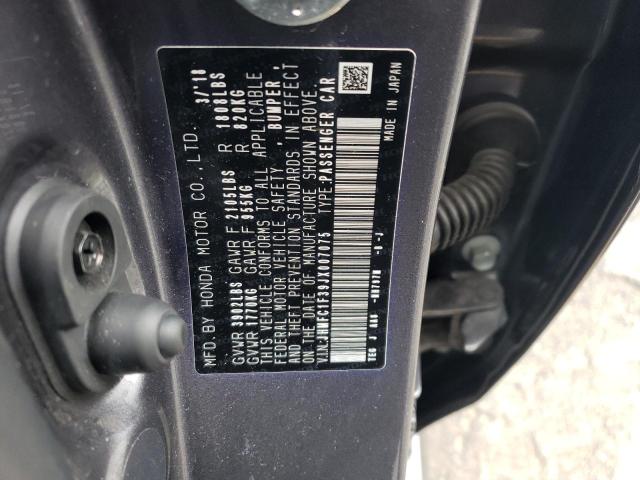 MFD.BY HONDA MOTOR CO.,LTD. 3/'18
GVWR 3902LBS GAWR F 2105LBS R 1808LBS
GVWR 1770KG GAWR F 955KG R 820KG
THIS VEHICLE CONFORMS TO ALL APPLICABLE
FEDERAL MOTOR VEHICLE SAFETY, BUMPER,
AND THEFT PREVENTION STANDARDS IN EFFECT
ON THE DATE OF MANUFACTURE SHOWN ABOVE.
TYPE:PASSENGER CAR
TEG J
MADE IN JAPAN